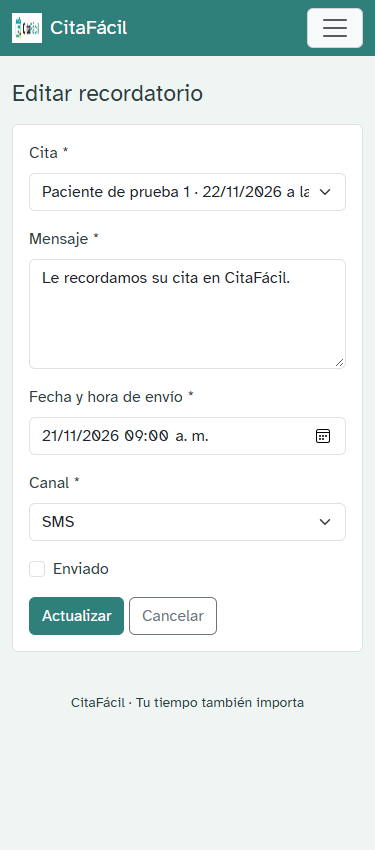 CitaFácil
Editar recordatorio
Cita *
Paciente de prueba 1 · 22/11/2026 a la
Mensaje *
Le recordamos su cita en CitaFácil.
Fecha y hora de envío *
21/11/2026 09:00 a. m.
Canal *
SMS
Enviado
Actualizar Cancelar
CitaFácil · Tu tiempo también importa